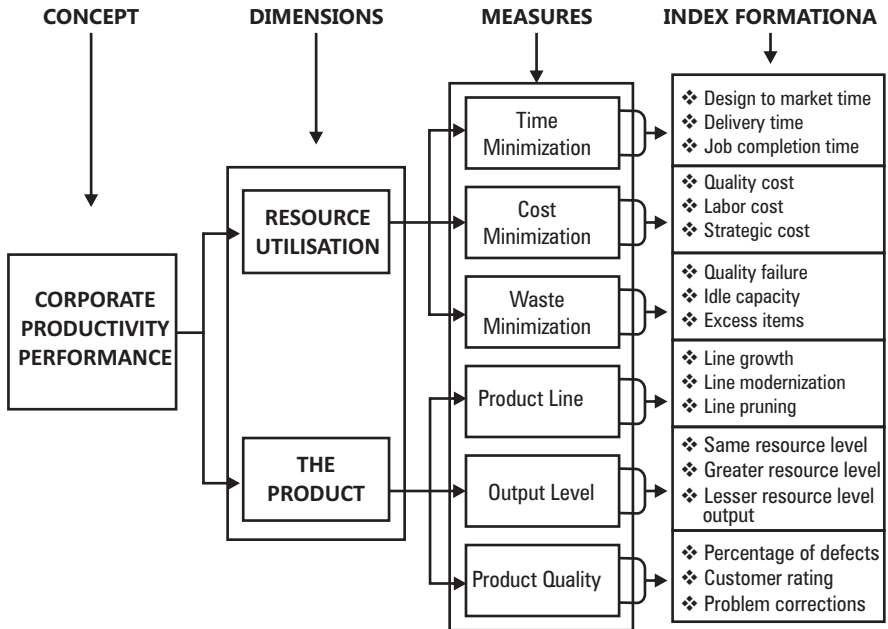 CONCEPT
DIMENSIONS
MEASURES
INDEX FORMATIONA
CORPORATE
PRODUCTIVITY
PERFORMANCE
RESOURCE
UTILISATION
THE
PRODUCT
Time
Minimization
Cost
Minimization
Waste
Minimization
Product Line
Output Level
Product Quality
❖ Design to market time
❖ Delivery time
❖ Job completion time
❖ Quality cost
❖ Labor cost
❖ Strategic cost
❖ Quality failure
❖ Idle capacity
❖ Excess items
❖ Line growth
❖ Line modernization
❖ Line pruning
❖ Same resource level
❖ Greater resource level
❖ Lesser resource level
output
❖ Percentage of defects
❖ Customer rating
❖ Problem corrections